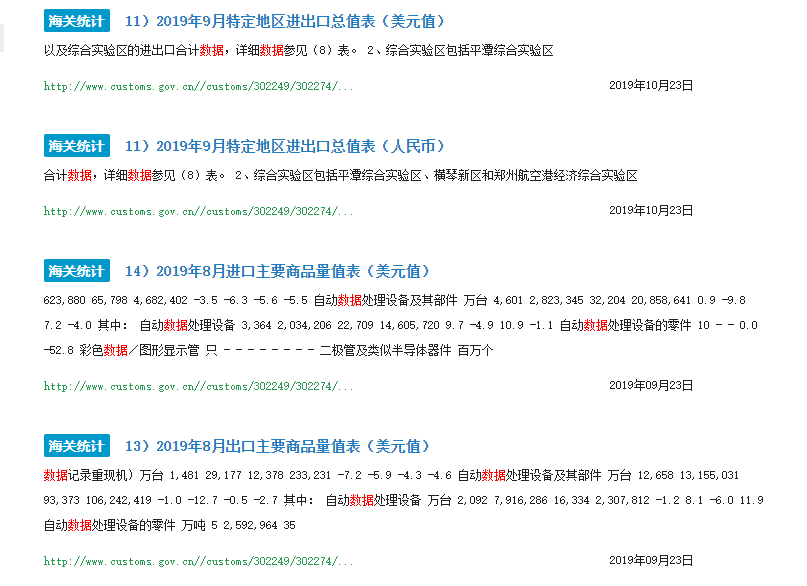 海关统计 11）2019年9月特定地区进出口总值表（美元值）
以及综合实验区的进出口合计数据，详细数据参见（8）表。 2、综合实验区包括平潭综合实验区
http://www.customs.gov.cn//customs/302249/302274/... 2019年10月23日
海关统计 11）2019年9月特定地区进出口总值表（人民币）
合计数据，详细数据参见（8）表。 2、综合实验区包括平潭综合实验区、横琴新区和郑州航空港经济综合实验区
http://www.customs.gov.cn//customs/302249/302274/... 2019年10月23日
海关统计 14）2019年8月进口主要商品量值表（美元值）
623,880 65,798 4,682,402 -3.5 -6.3 -5.6 -5.5 自动数据处理设备及其部件 万台 4,601 2,823,345 32,204 20,858,641 0.9 -9.8
7.2 -4.0 其中： 自动数据处理设备 3,364 2,034,206 22,709 14,605,720 9.7 -4.9 10.9 -1.1 自动数据处理设备的零件 10 - - 0.0
-52.8 彩色数据／图形显示管 只 - - - - - - - - 二极管及类似半导体器件 百万个
http://www.customs.gov.cn//customs/302249/302274/... 2019年09月23日
海关统计 13）2019年8月出口主要商品量值表（美元值）
数据记录重现机) 万台 1,481 29,177 12,378 233,231 -7.2 -5.9 -4.3 -4.6 自动数据处理设备及其部件 万台 12,658 13,155,031
93,373 106,242,419 -1.0 -12.7 -0.5 -2.7 其中： 自动数据处理设备 万台 2,092 7,916,286 16,334 2,307,812 -1.2 8.1 -6.0 11.9
自动数据处理设备的零件 万吨 5 2,592,964 35
http://www.customs.gov.cn//customs/302249/302274/... 2019年09月23日